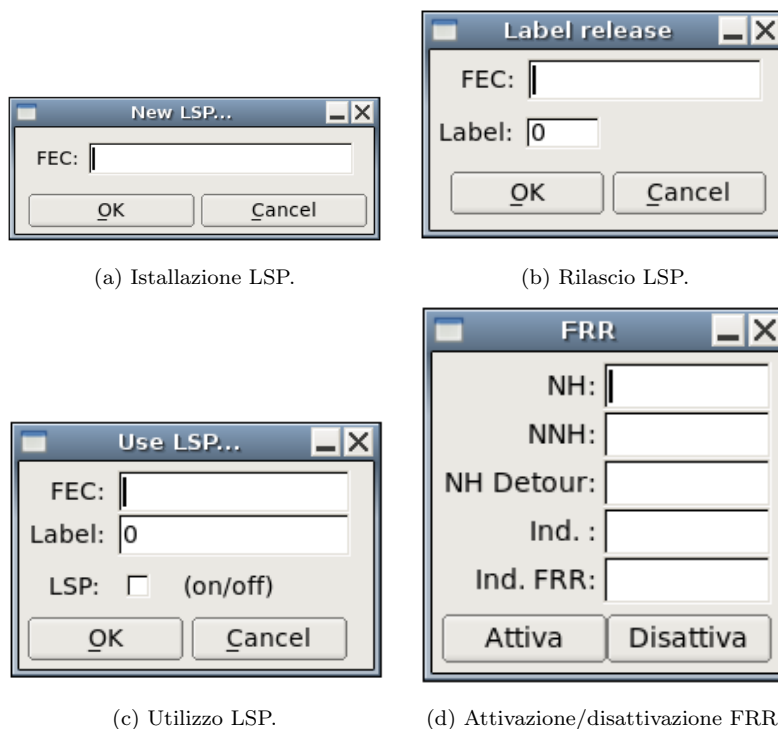 New LSP...
FEC:
OK Cancel
(a) Istallazione LSP.
Label release
FEC:
Label: 0
OK Cancel
(b) Rilascio LSP.
Use LSP...
FEC:
Label: 0
LSP: (on/off)
OK Cancel
(c) Utilizzo LSP.
FRR
NH:
NNH:
NH Detour:
Ind. :
Ind. FRR:
Attiva Disattiva
(d) Attivazione/disattivazione FRR